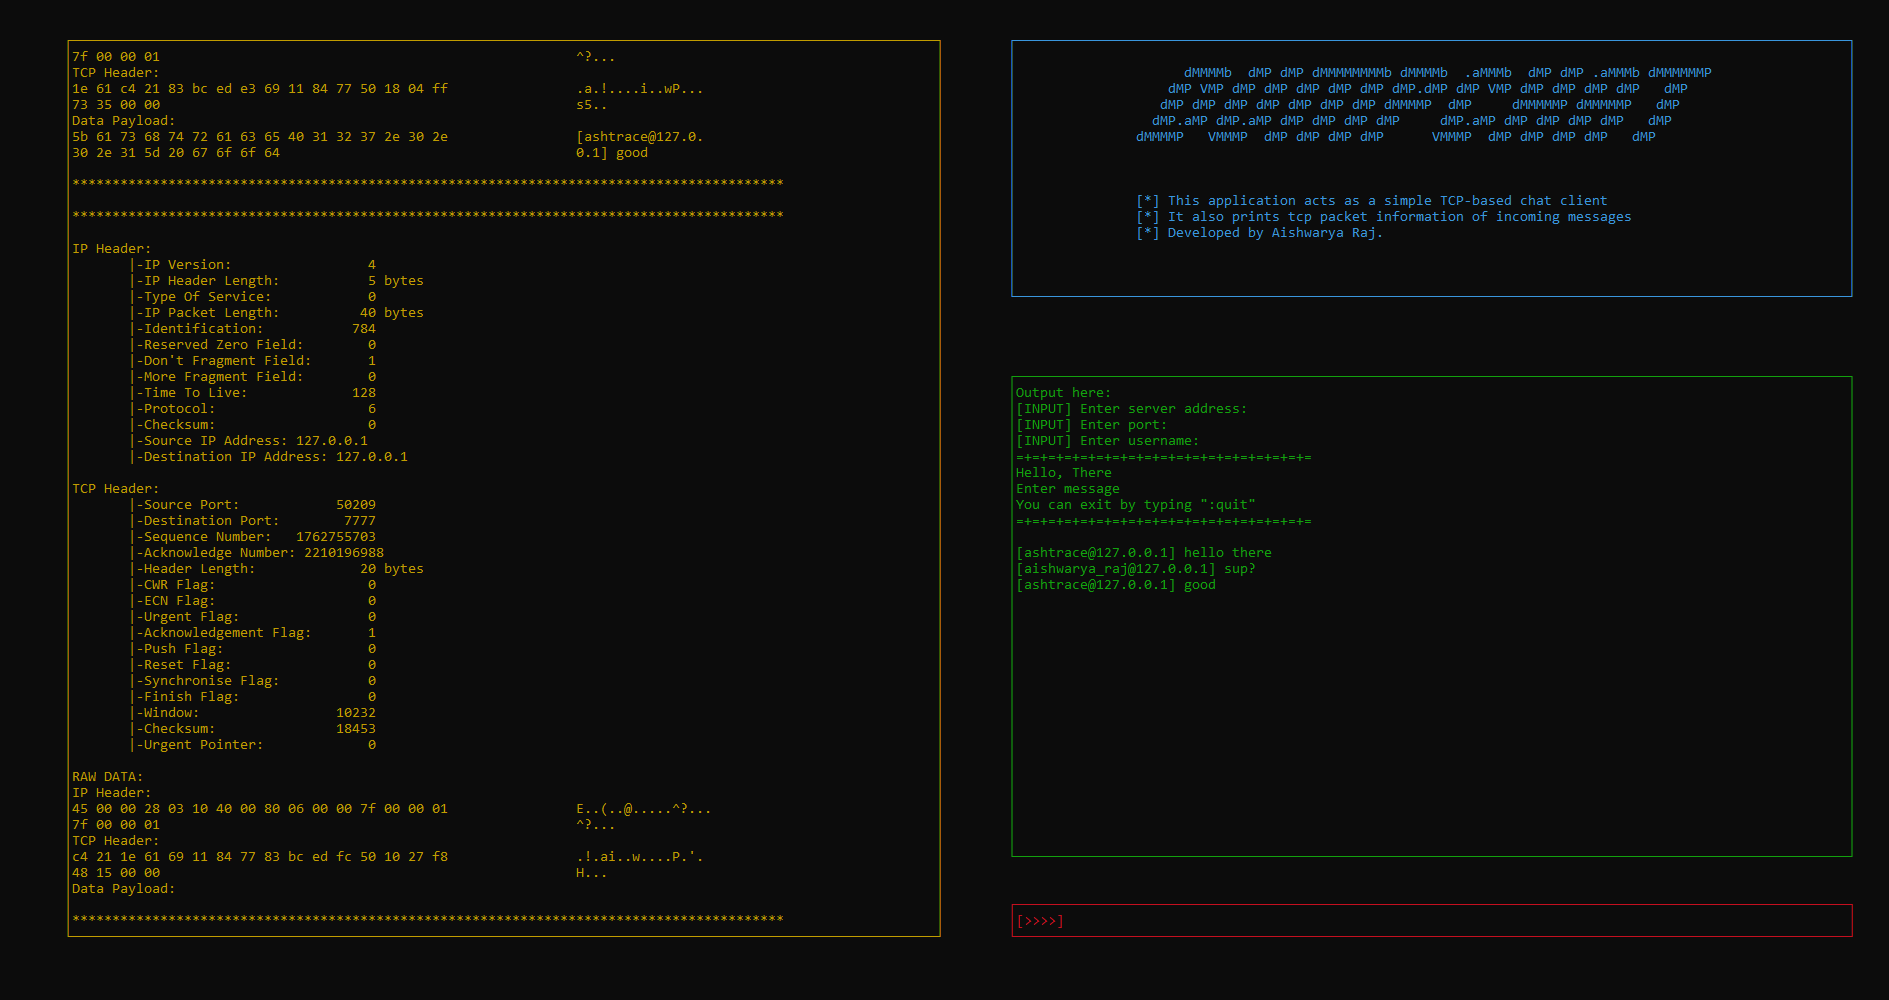 7f 00 00 01                                                    ^?...
TCP Header:
1e 61 c4 21 83 bc ed e3 69 11 84 77 50 18 04 ff                .a.!....i..wP...
73 35 00 00                                                    s5..
Data Payload:
5b 61 73 68 74 72 61 63 65 40 31 32 37 2e 30 2e                [ashtrace@127.0.
30 2e 31 5d 20 67 6f 6f 64                                     0.1] good
*****************************************************************************************
*****************************************************************************************
IP Header:
|-IP Version:                 4
|-IP Header Length:           5 bytes
|-Type Of Service:            0
|-IP Packet Length:          40 bytes
|-Identification:           784
|-Reserved Zero Field:        0
|-Don't Fragment Field:       1
|-More Fragment Field:        0
|-Time To Live:             128
|-Protocol:                   6
|-Checksum:                   0
|-Source IP Address: 127.0.0.1
|-Destination IP Address: 127.0.0.1
TCP Header:
|-Source Port:            50209
|-Destination Port:        7777
|-Sequence Number:   1762755703
|-Acknowledge Number: 2210196988
|-Header Length:             20 bytes
|-CWR Flag:                   0
|-ECN Flag:                   0
|-Urgent Flag:                0
|-Acknowledgement Flag:       1
|-Push Flag:                  0
|-Reset Flag:                 0
|-Synchronise Flag:           0
|-Finish Flag:                0
|-Window:                 10232
|-Checksum:               18453
|-Urgent Pointer:             0
RAW DATA:
IP Header:
45 00 00 28 03 10 40 00 80 06 00 00 7f 00 00 01                E..(..@.....^?...
7f 00 00 01                                                    ^?...
TCP Header:
c4 21 1e 61 69 11 84 77 83 bc ed fc 50 10 27 f8                .!.ai..w....P.'.
48 15 00 00                                                    H...
Data Payload:
*****************************************************************************************
      dMMMMb  dMP dMP dMMMMMMMMb dMMMMb  .aMMMb  dMP dMP .aMMMb dMMMMMMP
    dMP VMP dMP dMP dMP dMP dMP dMP.dMP dMP VMP dMP dMP dMP dMP   dMP
   dMP dMP dMP dMP dMP dMP dMP dMMMMP  dMP     dMMMMMP dMMMMMP   dMP
  dMP.aMP dMP.aMP dMP dMP dMP dMP     dMP.aMP dMP dMP dMP dMP   dMP
dMMMMP   VMMMP  dMP dMP dMP dMP      VMMMP  dMP dMP dMP dMP   dMP
[*] This application acts as a simple TCP-based chat client
[*] It also prints tcp packet information of incoming messages
[*] Developed by Aishwarya Raj.
Output here:
[INPUT] Enter server address:
[INPUT] Enter port:
[INPUT] Enter username:
=+=+=+=+=+=+=+=+=+=+=+=+=+=+=+=+=+=+=
Hello, There
Enter message
You can exit by typing ":quit"
=+=+=+=+=+=+=+=+=+=+=+=+=+=+=+=+=+=+=
[ashtrace@127.0.0.1] hello there
[aishwarya_raj@127.0.0.1] sup?
[ashtrace@127.0.0.1] good
[>>>>]